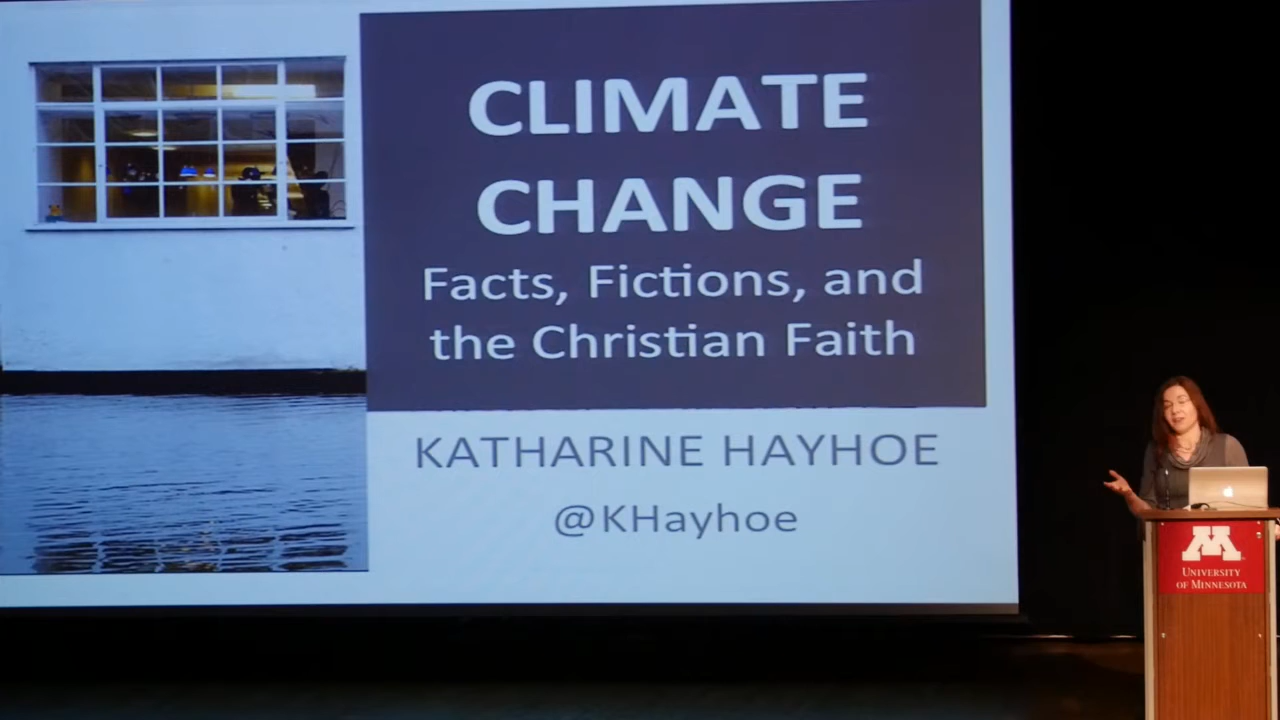 CLIMATE
CHANGE
Facts, Fictions, and
the Christian Faith
KATHARINE HAYHOE
@KHayhoe
M
UNIVERSITY
OF MINNESOTA